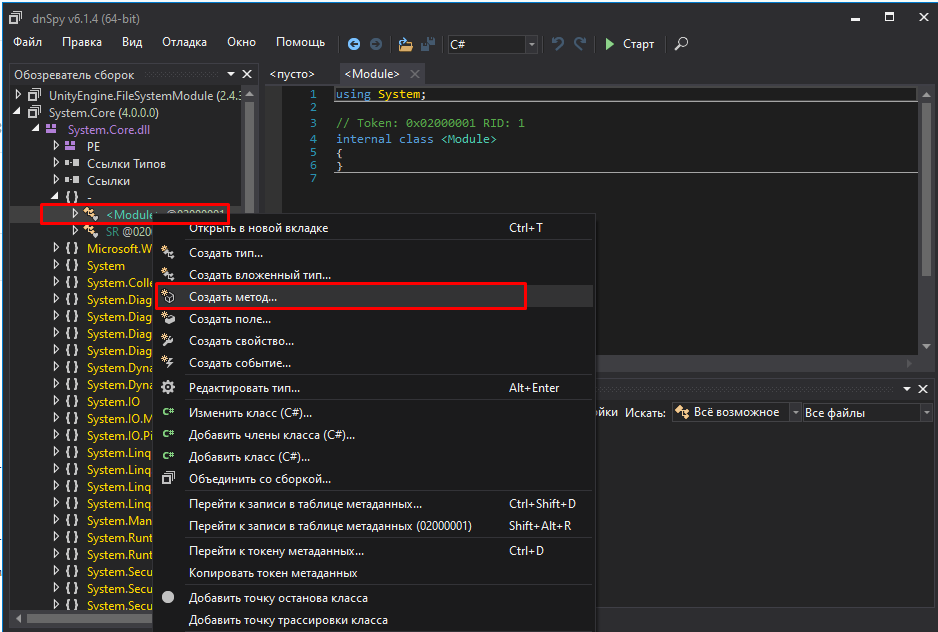 dnSpy v6.1.4 (64-bit)
Файл Правка Вид Отладка Окно Помощь C# Старт
Обозреватель сборок
<пусто> <Module>
UnityEngine.FileSystemModule (2.4.3
System.Core (4.0.0.0)
System.Core.dll
PE
Ссылки Типов
Ссылки
{ } -
<Module @02000001
SR @020
{ } Microsoft.W
{ } System
{ } System.Colle
{ } System.Diag
{ } System.Diag
{ } System.Diag
{ } System.Diag
{ } System.Dyna
{ } System.Dyna
{ } System.IO
{ } System.IO.M
{ } System.IO.Pi
{ } System.Linq
{ } System.Linq
{ } System.Linq
{ } System.Linq
{ } System.Man
{ } System.Runt
{ } System.Runt
{ } System.Secu
{ } System.Secu
{ } System.Secu
1 using System;
2
3 // Token: 0x02000001 RID: 1
4 internal class <Module>
5 {
6 }
7
Открыть в новой вкладке Ctrl+T
Создать тип...
Создать вложенный тип...
Создать метод...
Создать поле...
Создать свойство...
Создать событие...
Редактировать тип... Alt+Enter
C# Изменить класс (C#)...
C# Добавить члены класса (C#)...
C# Добавить класс (C#)...
Объединить со сборкой...
Перейти к записи в таблице метаданных... Ctrl+Shift+D
Перейти к записи в таблице метаданных (02000001) Shift+Alt+R
Перейти к токену метаданных... Ctrl+D
Копировать токен метаданных
Добавить точку останова класса
Добавить точку трассировки класса
йки Искать: Всё возможное Все файлы